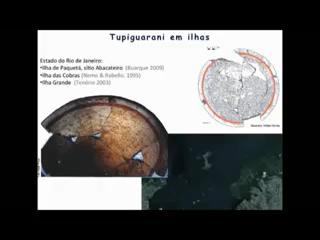 Tupiguarani em ilhas
Estado do Rio de Janeiro:
•Ilha de Paquetá, sítio Abacateiro (Buarque 2009)
•Ilha das Cobras (Nemo & Rabello, 1995)
•Ilha Grande (Tenório 2003)